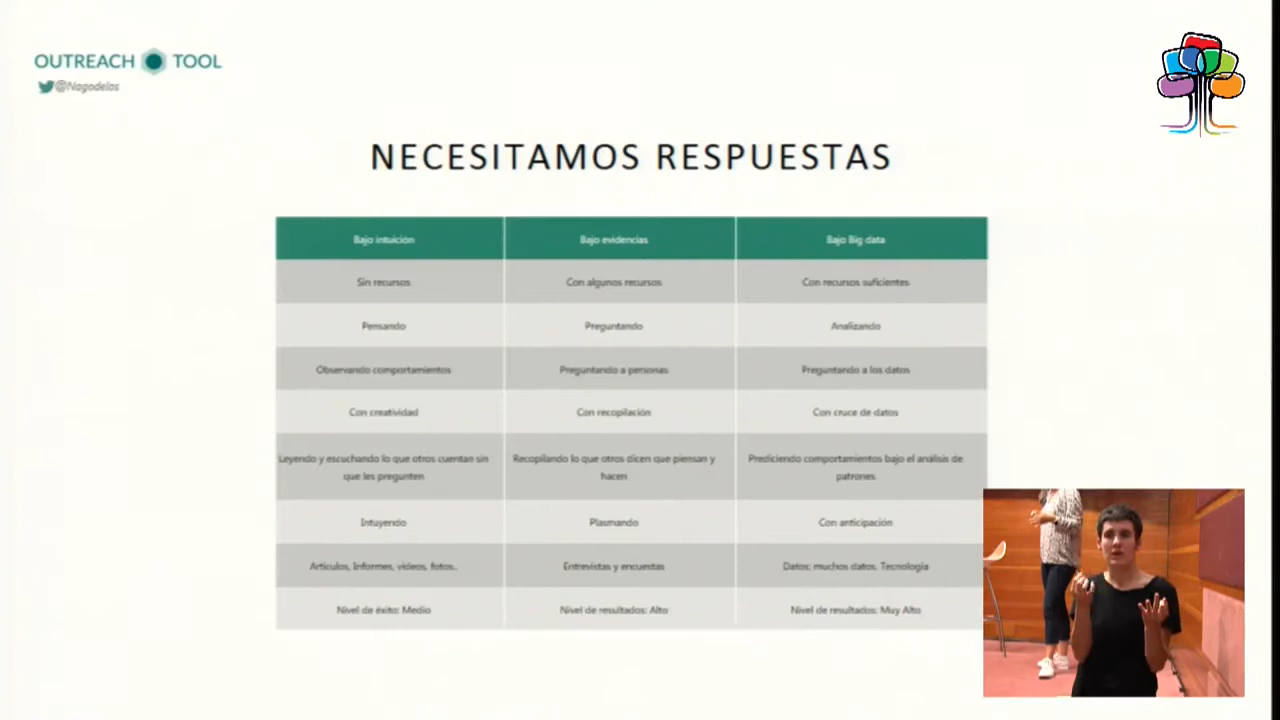 OUTREACH TOOL
@Nagodelos
NECESITAMOS RESPUESTAS
Bajo intuición Bajo evidencias Bajo Big data
Sin recursos Con algunos recursos Con recursos suficientes
Pensando Preguntando Analizando
Observando comportamientos Preguntando a personas Preguntando a los datos
Con creatividad Con recopilación Con cruce de datos
Leyendo y escuchando lo que otros cuentan sin
que les pregunten
Recopilando lo que otros dicen que piensan y
hacen
Prediciendo comportamientos bajo el análisis de
patrones
Intuyendo Plasmando Con anticipación
Artículos, Informes, videos, fotos.. Entrevistas y encuestas Datos; muchos datos. Tecnología
Nivel de éxito: Medio Nivel de resultados: Alto Nivel de resultados: Muy Alto